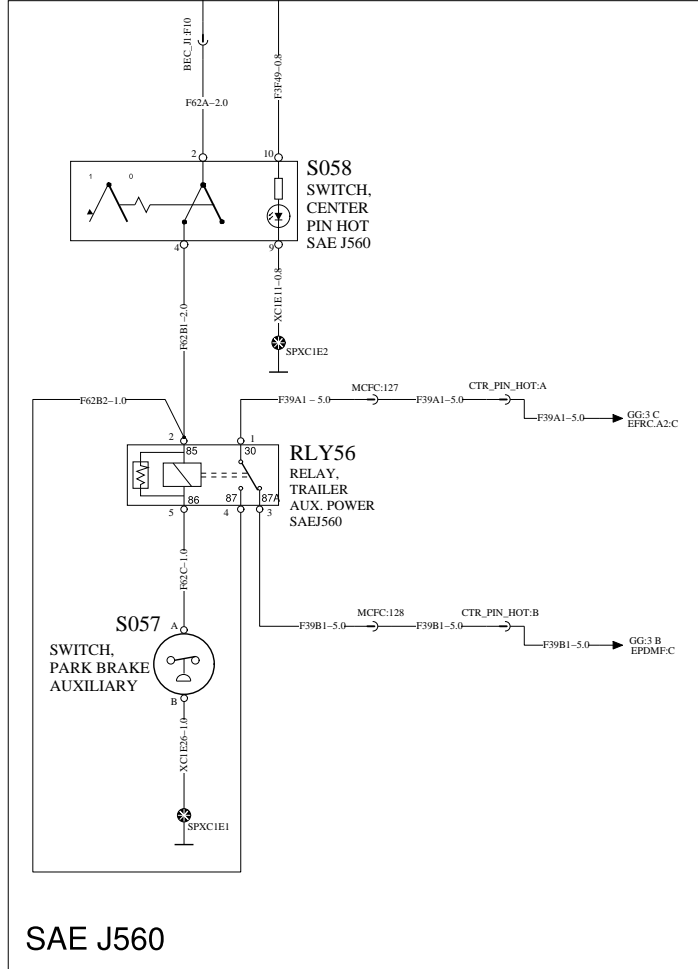 BEC_J1:F10
F62A–2.0
F3F49–0.8
2
10
1 0
S058
SWITCH,
CENTER
PIN HOT
SAE J560
4
9
F62B1–2.0
XC1E11–0.8
SPXC1E2
F62B2–1.0
F39A1 – 5.0
MCFC:127
F39A1–5.0
CTR_PIN_HOT:A
F39A1–5.0
GG:3 C
EFRC.A2:C
2
1
85
30
86
87
87A
5
4
3
RLY56
RELAY,
TRAILER
AUX. POWER
SAEJ560
F62C–1.0
F39B1–5.0
MCFC:128
F39B1–5.0
CTR_PIN_HOT:B
F39B1–5.0
GG:3 B
EPDMF:C
S057
SWITCH,
PARK BRAKE
AUXILIARY
A
B
XC1E26–1.0
SPXC1E1
SAE J560